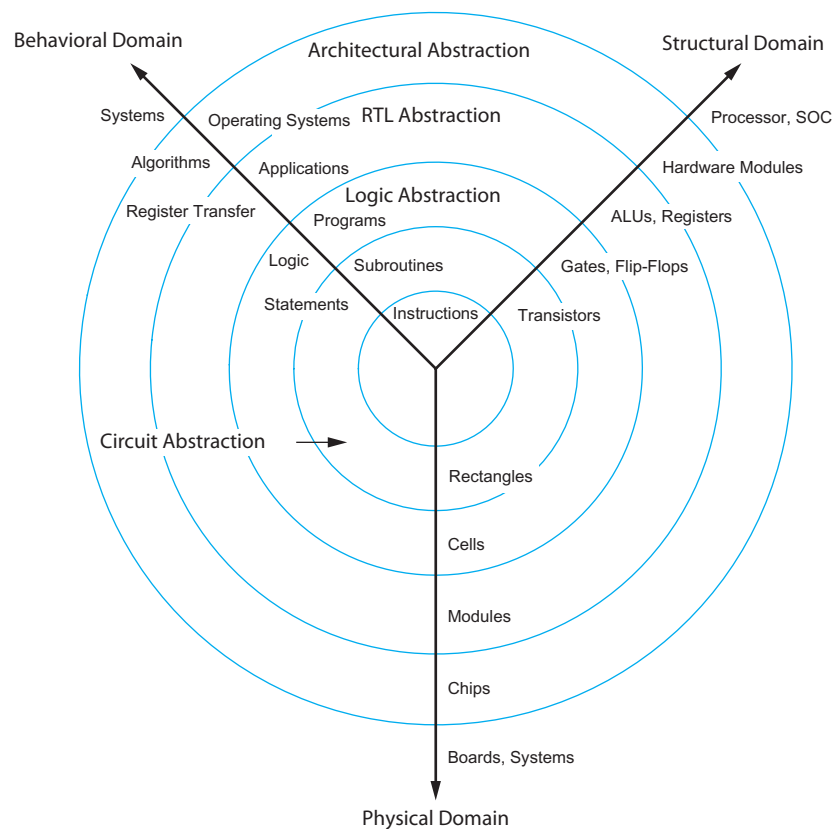 Behavioral Domain
Structural Domain
Architectural Abstraction
Systems
Operating Systems
RTL Abstraction
Processor, SOC
Algorithms
Applications
Hardware Modules
Register Transfer
Logic Abstraction
Programs
ALUs, Registers
Logic
Subroutines
Gates, Flip-Flops
Statements
Instructions
Transistors
Circuit Abstraction
Rectangles
Cells
Modules
Chips
Boards, Systems
Physical Domain